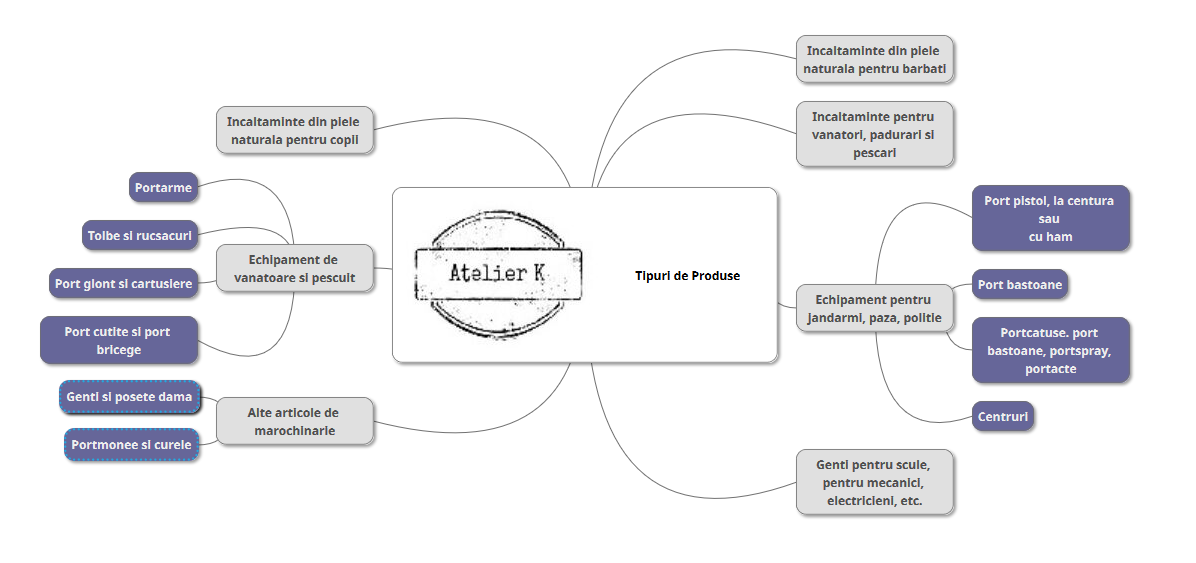 Incaltaminte din piele
naturala pentru barbati
Incaltaminte din piele
naturala pentru copii
Incaltaminte pentru
vanatori, padurari si
pescari
Portarme
Tolbe si rucsacuri
Port glont si cartusiere
Port cutite si port
bricege
Echipament de
vanatoare si pescuit
Atelier K
Tipuri de Produse
Echipament pentru
jandarmi, paza, politie
Port pistol, la centura
sau
cu ham
Port bastoane
Portcatuse. port
bastoane, portspray,
portacte
Centruri
Genti si posete dama
Portmonee si curele
Alte articole de
marochinarie
Genti pentru scule,
pentru mecanici,
electricieni, etc.